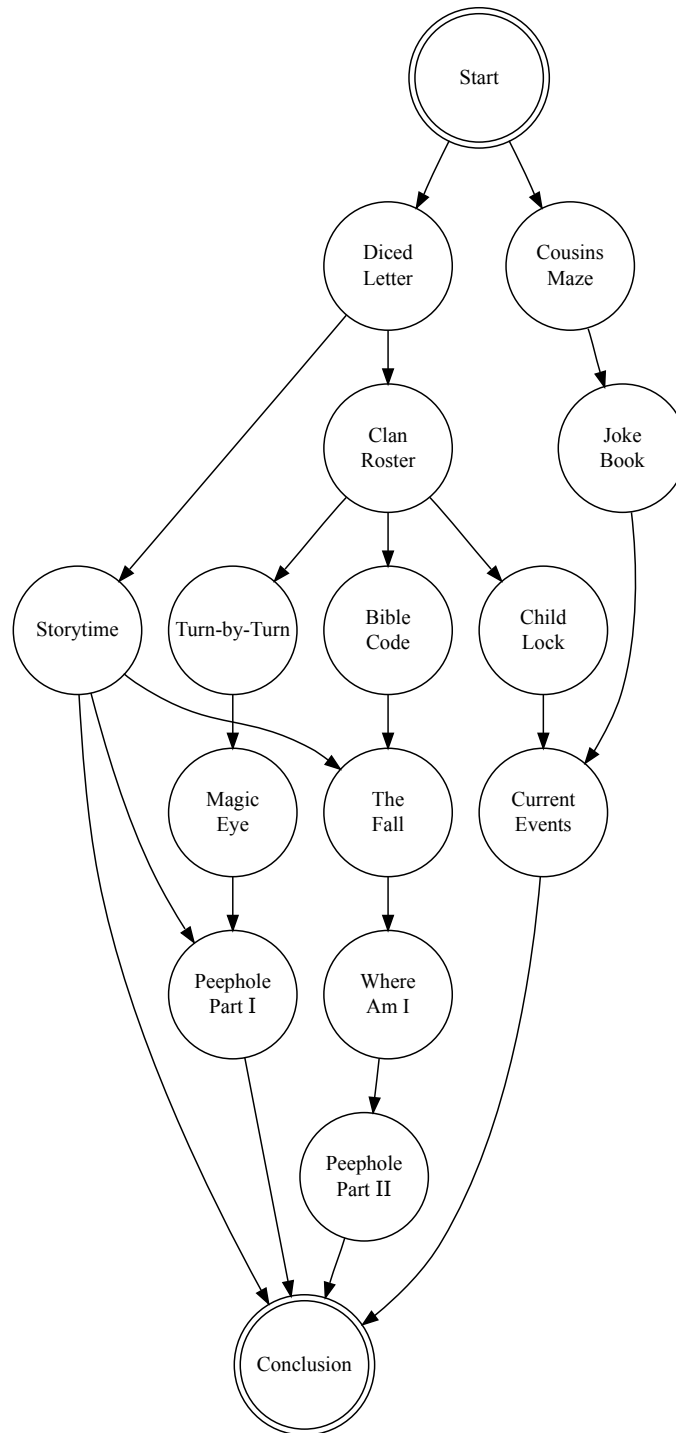 Start
Diced
Letter
Cousins
Maze
Clan
Roster
Joke
Book
Storytime
Turn-by-Turn
Bible
Code
Child
Lock
Magic
Eye
The
Fall
Current
Events
Peephole
Part I
Where
Am I
Peephole
Part II
Conclusion